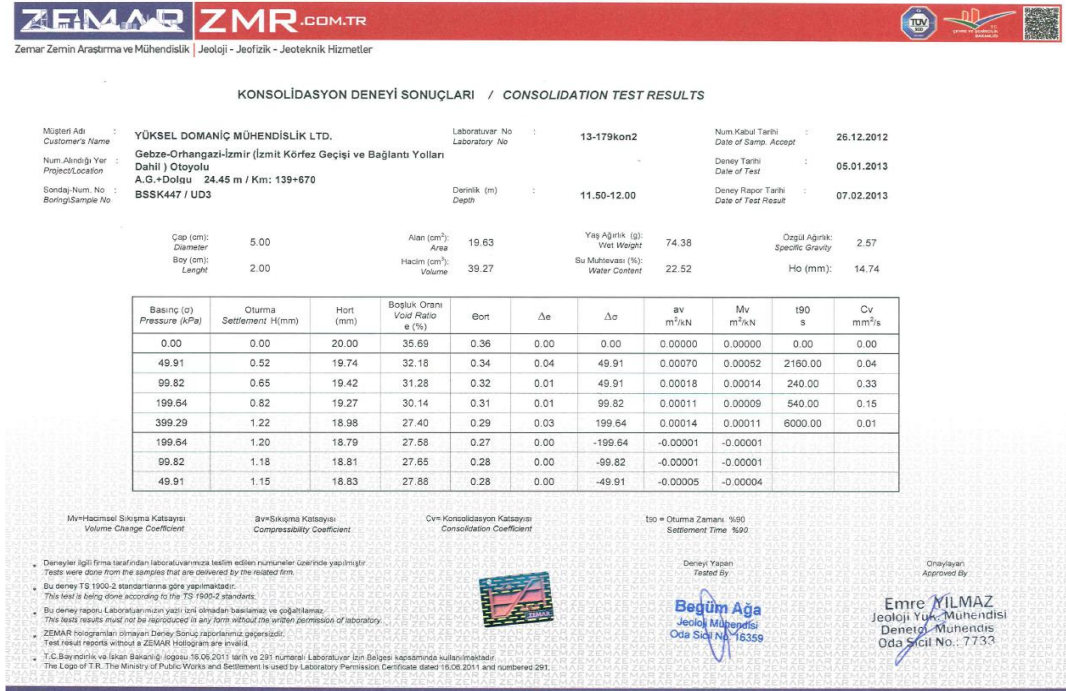 ZEMAR ZMR.COM.TR
Zemar Zemin Araştırma ve Mühendislik | Jeoloji - Jeofizik - Jeoteknik Hizmetler
KONSOLİDASYON DENEYİ SONUÇLARI / CONSOLIDATION TEST RESULTS
Müşteri Adı : YÜKSEL DOMANİÇ MÜHENDİSLİK LTD. Laboratuvar No : 13-179kon2 Num.Kabul Tarihi : 26.12.2012
Customer's Name Laboratory No Date of Samp. Accept
Num.Alındığı Yer : Gebze-Orhangazi-İzmir (İzmit Körfez Geçişi ve Bağlantı Yolları Deney Tarihi : 05.01.2013
Project/Location Dahil ) Otoyolu Date of Test
A.G.+Dolgu 24.45 m / Km: 139+670
Sondaj-Num. No : BSSK447 / UD3 Derinlik (m) : 11.50-12.00 Deney Rapor Tarihi : 07.02.2013
Boring\Sample No Depth Date of Test Result
Çap (cm): 5.00 Alan (cm²): 19.63 Yaş Ağırlık (g): 74.38 Özgül Ağırlık: 2.57
Diameter Area Wet Weight Specific Gravity
Boy (cm): 2.00 Hacim (cm³): 39.27 Su Muhtevası (%): 22.52 Ho (mm): 14.74
Lenght Volume Water Content
Basınç (σ) Oturma Hort Boşluk Oranı eort Δe Δσ av Mv t90 Cv
Pressure (kPa) Settlement H(mm) (mm) Void Ratio m²/kN m²/kN s mm²/s
e (%)
0.00 0.00 20.00 35.69 0.36 0.00 0.00 0.00000 0.00000 0.00 0.00
49.91 0.52 19.74 32.18 0.34 0.04 49.91 0.00070 0.00052 2160.00 0.04
99.82 0.65 19.42 31.28 0.32 0.01 49.91 0.00018 0.00014 240.00 0.33
199.64 0.82 19.27 30.14 0.31 0.01 99.82 0.00011 0.00009 540.00 0.15
399.29 1.22 18.98 27.40 0.29 0.03 199.64 0.00014 0.00011 6000.00 0.01
199.64 1.20 18.79 27.58 0.27 0.00 -199.64 -0.00001 -0.00001
99.82 1.18 18.81 27.65 0.28 0.00 -99.82 -0.00001 -0.00001
49.91 1.15 18.83 27.88 0.28 0.00 -49.91 -0.00005 -0.00004
Mv=Hacimsel Sıkışma Katsayısı av=Sıkışma Katsayısı Cv= Konsolidasyon Katsayısı t90 = Oturma Zamanı %90
Volume Change Coefficient Compressibility Coefficient Consolidation Coefficient Settlement Time %90
Deneyler ilgili firma tarafından laboratuvarımıza teslim edilen numuneler üzerinde yapılmıştır.
Tests were done from the samples that are delivered by the related firm.
Bu deney TS 1900-2 standartlarına göre yapılmaktadır.
This test is being done according to the TS 1900-2 standarts.
Bu deney raporu Laboratuarımızın yazılı izni olmadan basılamaz ve çoğaltılamaz.
This tests results must not be reproduced in any form without the written permission of laboratory.
ZEMAR hologramları olmayan Deney Sonuç raporlarımız geçersizdir.
Test result reports without a ZEMAR Hollogram are invalid.
T.C.Bayındırlık ve İskan Bakanlığı logosu 16.06.2011 tarih ve 291 numaralı Laboratuvar İzin Belgesi kapsamında kullanılmaktadır.
The Logo of T.R. The Ministry of Public Works and Settlement Is used by Laboratory Permission Certificate dated 16.06.2011 and numbered 291.
ZEMAR
Deneyi Yapan
Tested By
Begüm Ağa
Jeoloji Mühendisi
Oda Sicil No: 16359
Onaylayan
Approved By
Emre YILMAZ
Jeoloji Yük. Mühendisi
Denetçi Mühendis
Oda Sicil No.: 7733